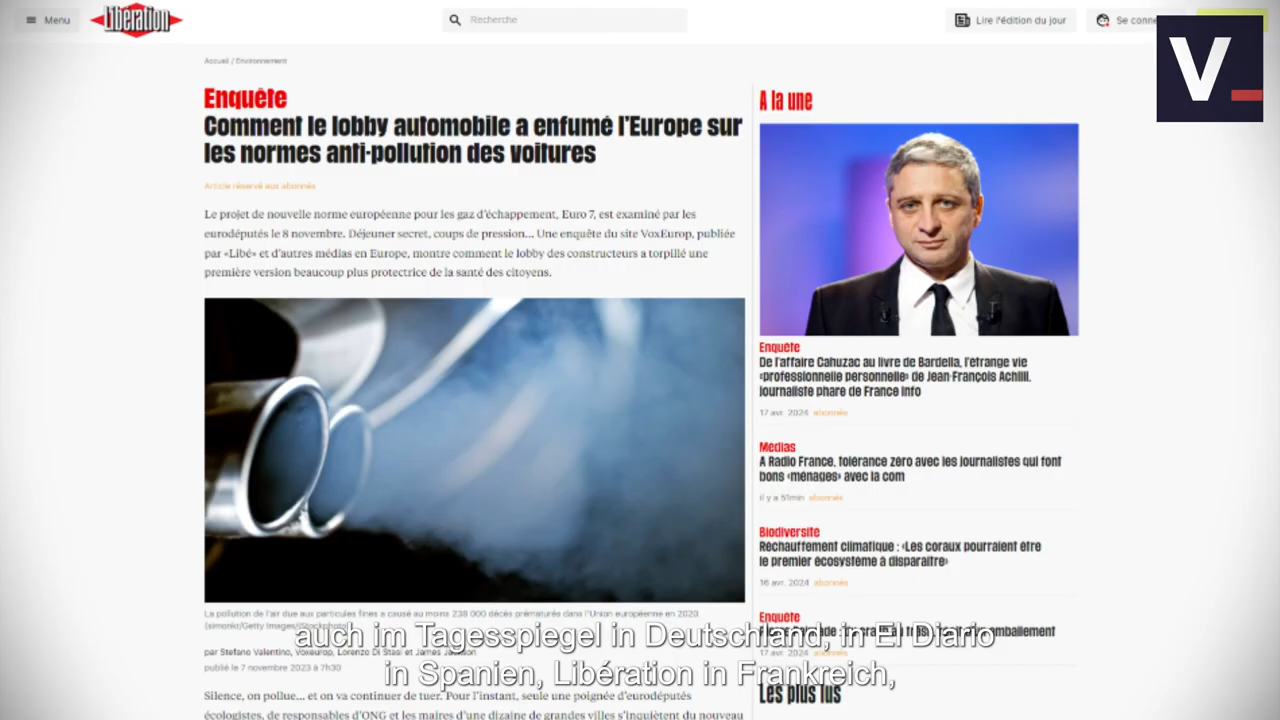 Menu
Libération
Recherche
Lire l'édition du jour
Se conne
V_
Accueil / Environnement
Enquête
Comment le lobby automobile a enfumé l'Europe sur
les normes anti-pollution des voitures
Article réservé aux abonnés
Le projet de nouvelle norme européenne pour les gaz d'échappement, Euro 7, est examiné par les
eurodéputés le 8 novembre. Déjeuner secret, coups de pression... Une enquête du site VoxEurop, publiée
par «Libé» et d'autres médias en Europe, montre comment le lobby des constructeurs a torpillé une
première version beaucoup plus protectrice de la santé des citoyens.
La pollution de l'air due aux particules fines a causé au moins 238 000 décès prématurés dans l'Union européenne en 2020.
(simonkr/Getty Images/iStockphoto)
par Stefano Valentino, Voxeurop, Lorenzo Di Stasi et James Jackson
publié le 7 novembre 2023 à 7h30
Silence, on pollue... et on va continuer de tuer. Pour l'instant, seule une poignée d'eurodéputés
écologistes, de responsables d'ONG et les maires d'une dizaine de grandes villes s'inquiètent du nouveau
A la une
Enquête
De l'affaire Cahuzac au livre de Bardella, l'étrange vie
«professionnelle personnelle» de Jean-François Achilli,
journaliste phare de France Info
17 avr. 2024 abonnés
Médias
A Radio France, tolérance zéro avec les journalistes qui font
bons «ménages» avec la com
il y a 51min abonnés
Biodiversité
Réchauffement climatique : «Les coraux pourraient être
le premier écosystème à disparaître»
16 avr. 2024 abonnés
Enquête
emballement
17 avr. 2024 abonnés
Les plus lus
auch im Tagesspiegel in Deutschland, in El Diario
in Spanien, Libération in Frankreich,